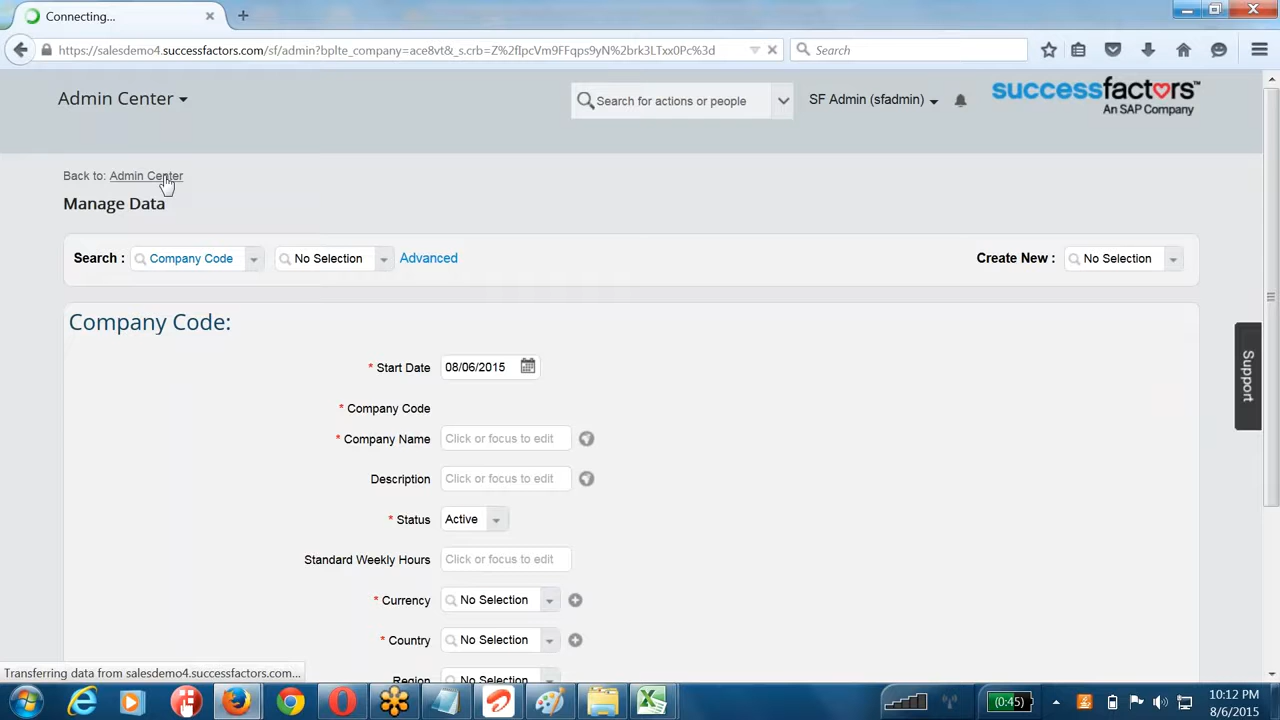 Connecting...
https://salesdemo4.successfactors.com/sf/admin?bplte_company=ace8vt&_s.crb=Z%2flpcVm9FFqps9yN%2brk3LTxx0Pc%3d
Search
Admin Center
Search for actions or people
SF Admin (sfadmin)
successfactors™
An SAP Company
Back to: Admin Center
Manage Data
Search :
Company Code
No Selection
Advanced
Create New :
No Selection
Company Code:
* Start Date
08/06/2015
* Company Code
* Company Name
Click or focus to edit
Description
Click or focus to edit
* Status
Active
Standard Weekly Hours
Click or focus to edit
* Currency
No Selection
* Country
No Selection
Region
No Selection
Support
Transferring data from salesdemo4.successfactors.com...
(0:45)
10:12 PM
8/6/2015